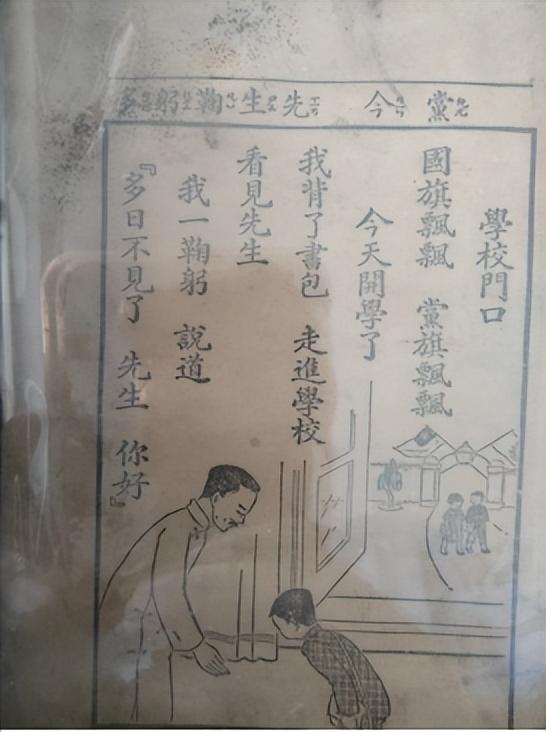 黨 今 先生鞠躬多
學校門口
國旗飄飄 黨旗飄飄
今天開學了
我背了書包 走進學校
看見先生
我一鞠躬 說道
『多日不見了 先生 你好』